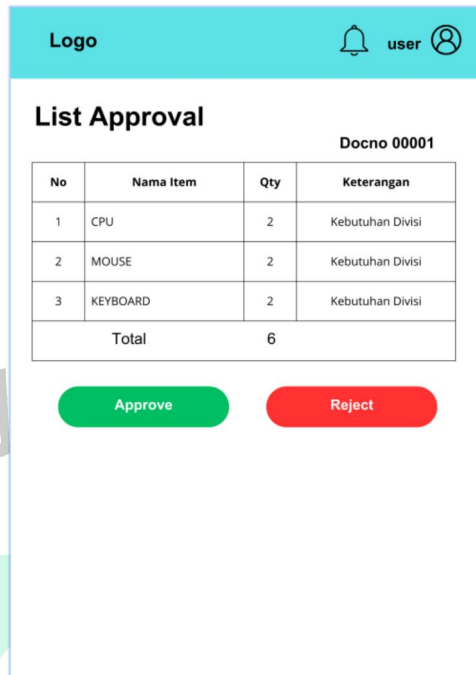 Logo user
List Approval
Docno 00001
No Nama Item Qty Keterangan
1 CPU 2 Kebutuhan Divisi
2 MOUSE 2 Kebutuhan Divisi
3 KEYBOARD 2 Kebutuhan Divisi
Total 6
Approve Reject